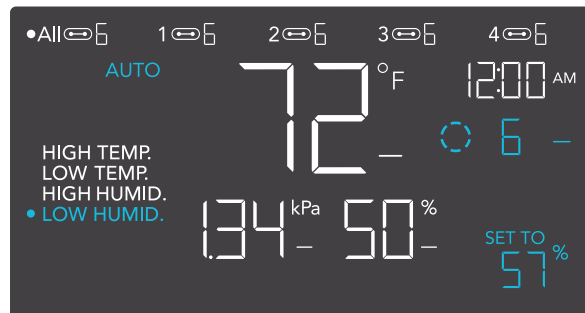 •All 6 1 6 2 6 3 6 4 6
AUTO
72 °F
12:00 AM
6 –
HIGH TEMP.
LOW TEMP.
HIGH HUMID.
• LOW HUMID.
1.34 kPa – 50 % –
SET TO
57 %